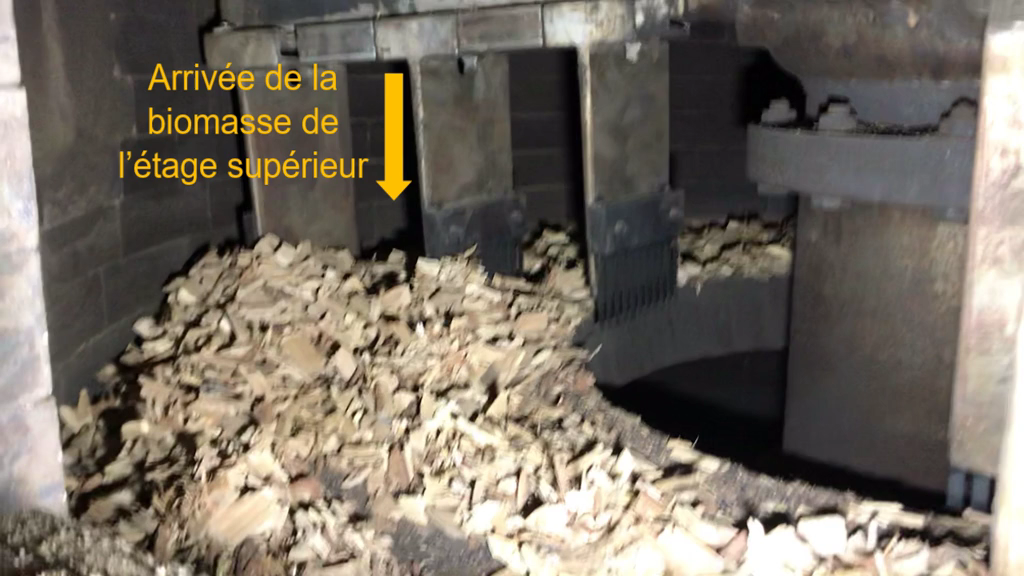 Arrivée de la
biomasse de
l’étage supérieur